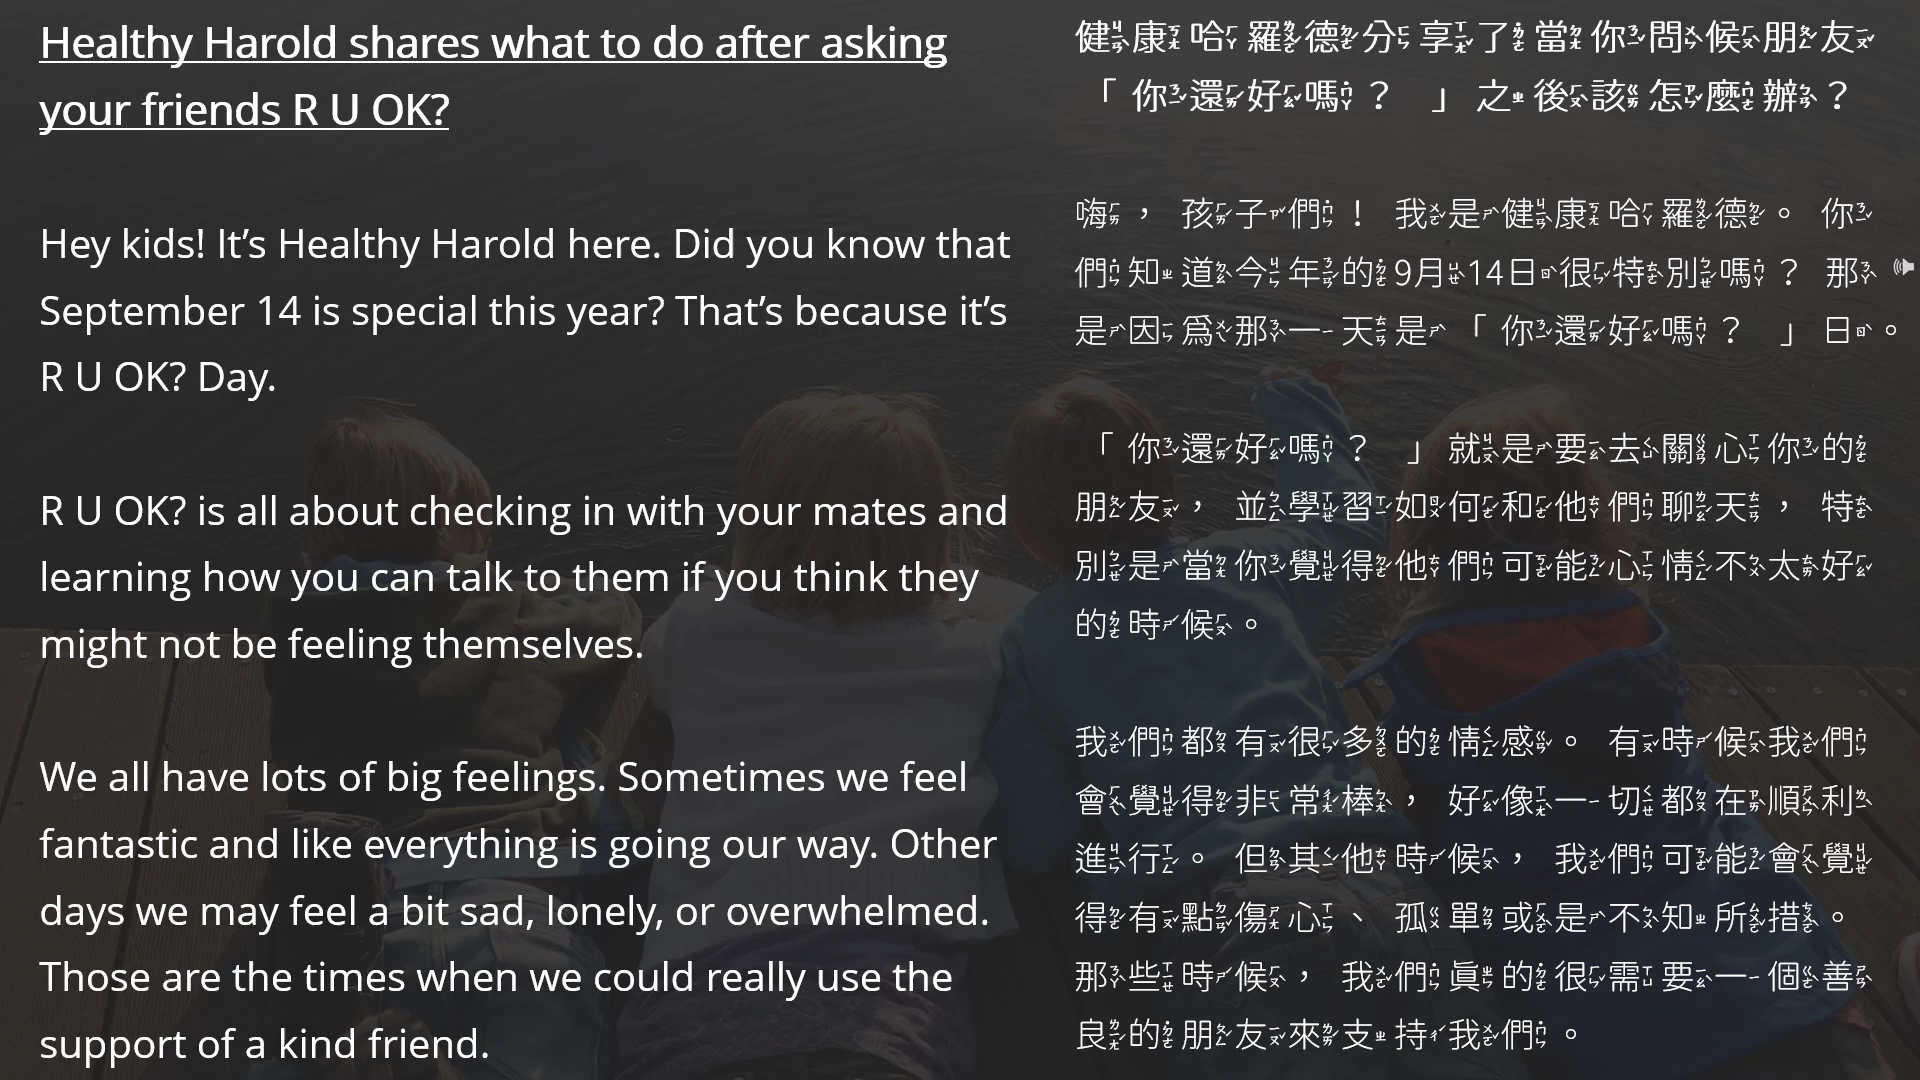 Healthy Harold shares what to do after asking
your friends R U OK?
Hey kids! It’s Healthy Harold here. Did you know that
September 14 is special this year? That’s because it’s
R U OK? Day.
R U OK? is all about checking in with your mates and
learning how you can talk to them if you think they
might not be feeling themselves.
We all have lots of big feelings. Sometimes we feel
fantastic and like everything is going our way. Other
days we may feel a bit sad, lonely, or overwhelmed.
Those are the times when we could really use the
support of a kind friend.
健康哈羅德分享了當你問候朋友
「你還好嗎？」之後該怎麼辦？
嗨，孩子們！我是健康哈羅德。你
們知道今年的9月14日很特別嗎？那
是因爲那一天是「你還好嗎？」日。
「你還好嗎？」就是要去關心你的
朋友，並學習如何和他們聊天，特
別是當你覺得他們可能心情不太好
的時候。
我們都有很多的情感。有時候我們
會覺得非常棒，好像一切都在順利
進行。但其他時候，我們可能會覺
得有點傷心、孤單或是不知所措。
那些時候，我們眞的很需要一個善
良的朋友來支持我們。